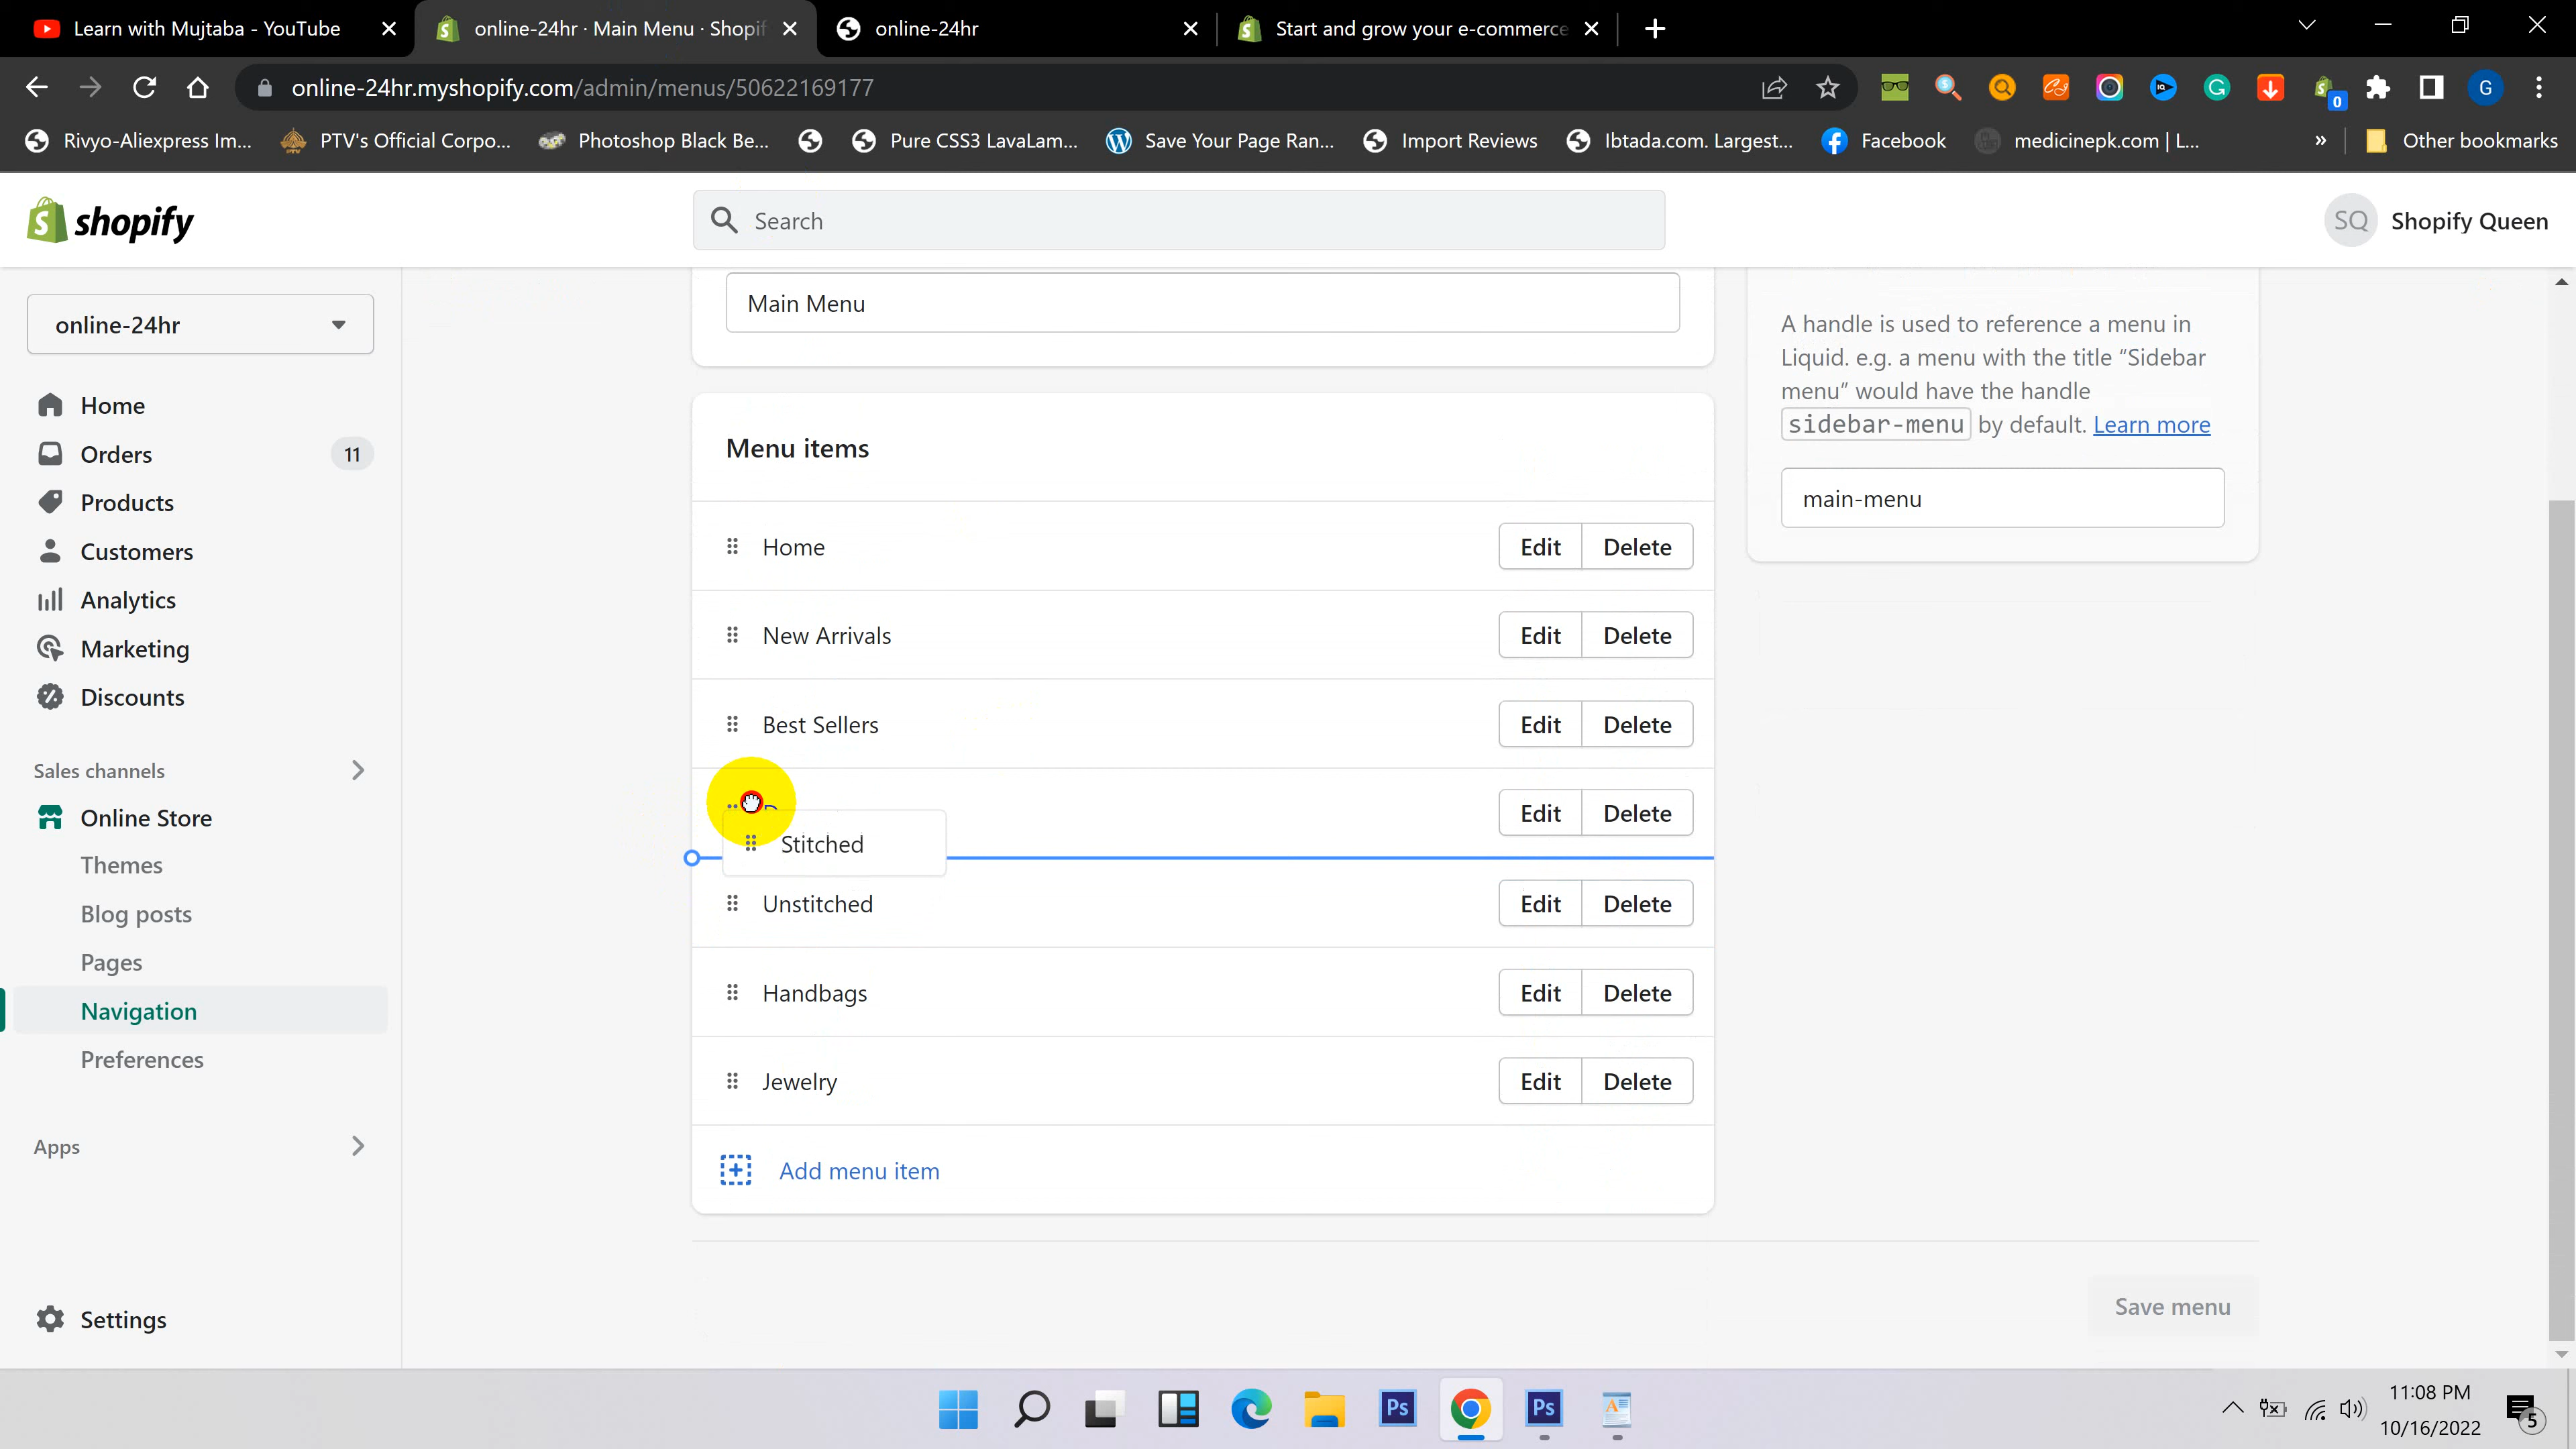 Learn with Mujtaba - YouTube
online-24hr · Main Menu · Shopif
online-24hr
Start and grow your e-commerce
online-24hr.myshopify.com/admin/menus/50622169177
0
G
Rivyo-Aliexpress Im...
PTV's Official Corpo...
Photoshop Black Be...
Pure CSS3 LavaLam...
Save Your Page Ran...
Import Reviews
Ibtada.com. Largest...
Facebook
medicinepk.com | L...
»
Other bookmarks
shopify
Search
SQ
Shopify Queen
online-24hr
Home
Orders
11
Products
Customers
Analytics
Marketing
Discounts
Sales channels
Online Store
Themes
Blog posts
Pages
Navigation
Preferences
Apps
Settings
Main Menu
Menu items
Home
Edit
Delete
New Arrivals
Edit
Delete
Best Sellers
Edit
Delete
Edit
Delete
Stitched
Unstitched
Edit
Delete
Handbags
Edit
Delete
Jewelry
Edit
Delete
Add menu item
A handle is used to reference a menu in
Liquid. e.g. a menu with the title “Sidebar
menu” would have the handle
sidebar-menu by default. Learn more
main-menu
Save menu
Ps
Ps
11:08 PM
10/16/2022
5